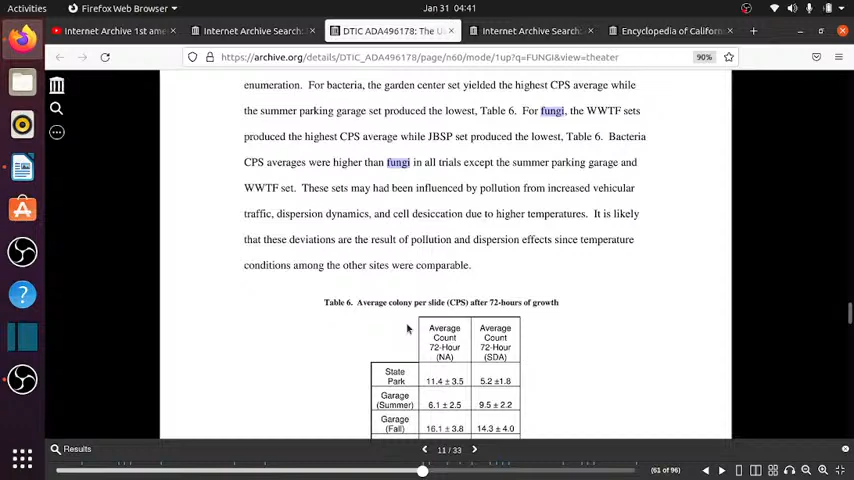 Activities
Firefox Web Browser
Jan 31 04:41
Internet Archive 1st ame
Internet Archive Search:
DTIC ADA496178: The U
Internet Archive Search:
Encyclopedia of Californ
https://archive.org/details/DTIC_ADA496178/page/n60/mode/1up?q=FUNGI&view=theater
90%
enumeration. For bacteria, the garden center set yielded the highest CPS average while
the summer parking garage set produced the lowest, Table 6. For fungi, the WWTF sets
produced the highest CPS average while JBSP set produced the lowest, Table 6. Bacteria
CPS averages were higher than fungi in all trials except the summer parking garage and
WWTF set. These sets may had been influenced by pollution from increased vehicular
traffic, dispersion dynamics, and cell desiccation due to higher temperatures. It is likely
that these deviations are the result of pollution and dispersion effects since temperature
conditions among the other sites were comparable.
Table 6. Average colony per slide (CPS) after 72-hours of growth
Average Count 72-Hour (NA)
Average Count 72-Hour (SDA)
State Park 11.4 ± 3.5 5.2 ±1.8
Garage (Summer) 6.1 ± 2.5 9.5 ± 2.2
Garage (Fall) 16.1 ± 3.8 14.3 ± 4.0
Results
11 / 33
(61 of 96)